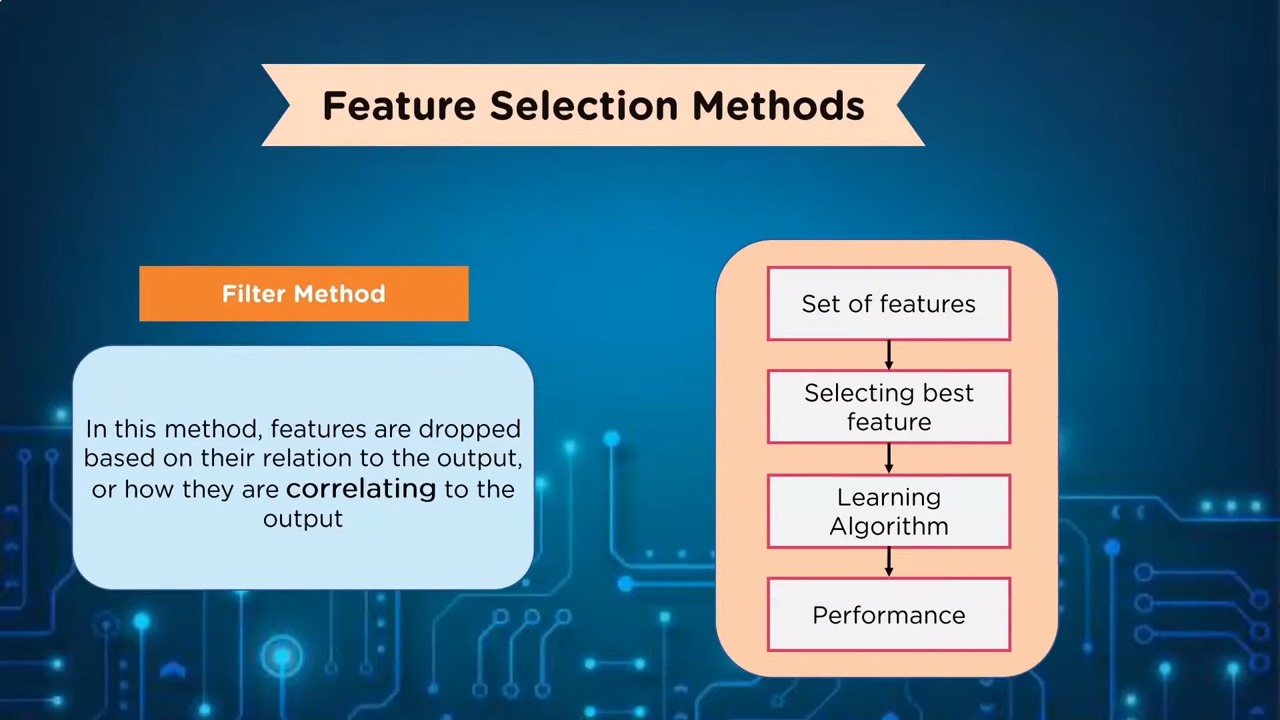 Feature Selection Methods
Filter Method
In this method, features are dropped
based on their relation to the output,
or how they are correlating to the
output
Set of features
Selecting best
feature
Learning
Algorithm
Performance